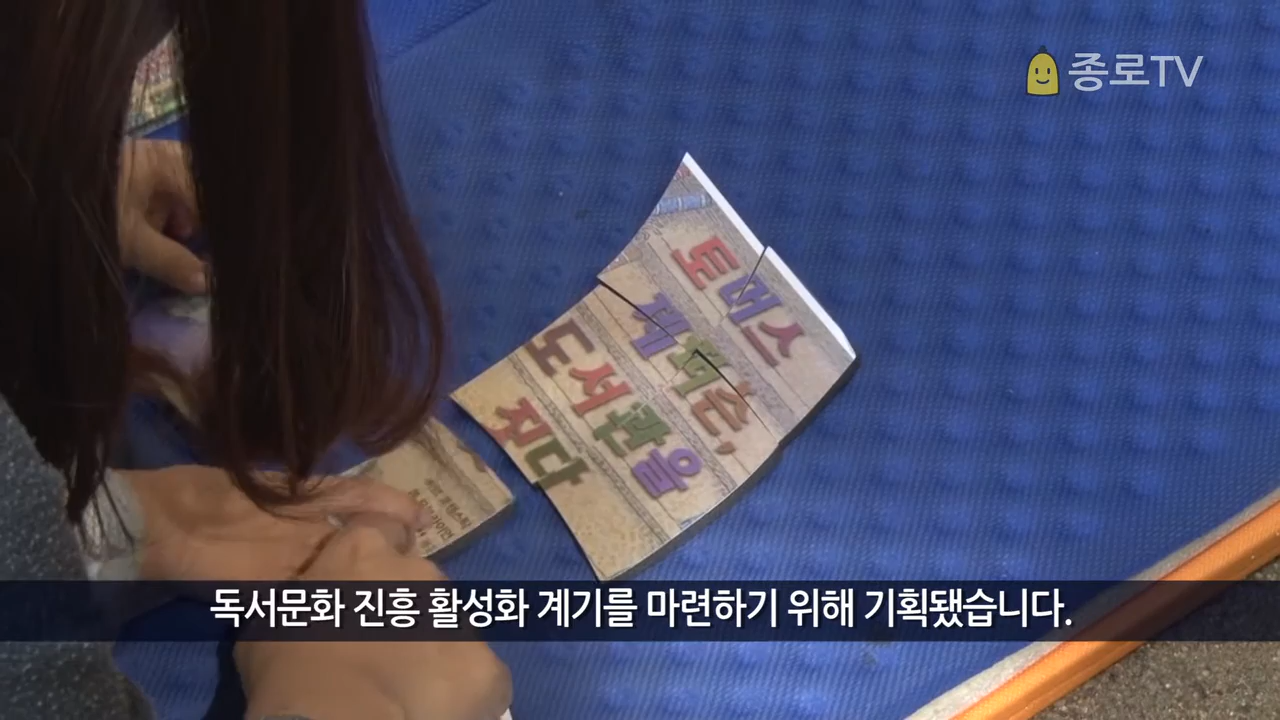 종로TV
토머스
제퍼슨,
도서관을
짓다
독서문화 진흥 활성화 계기를 마련하기 위해 기획됐습니다.